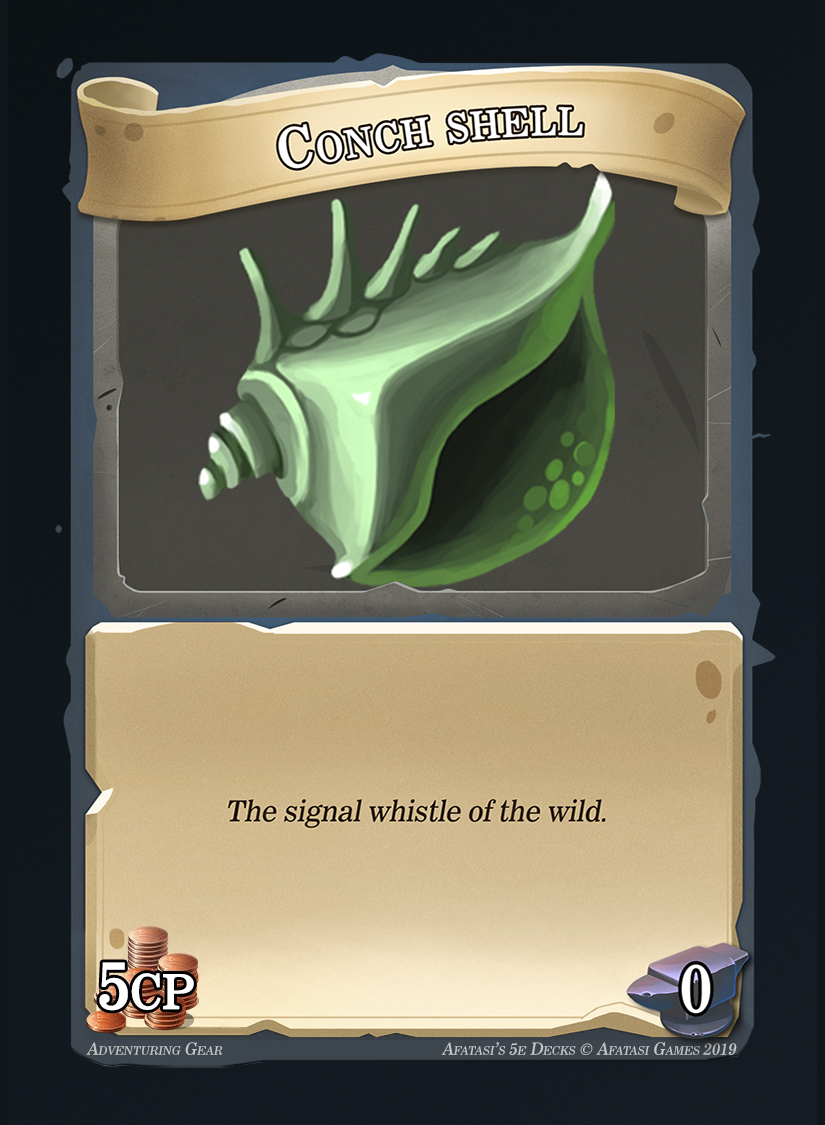 Conch shell
The signal whistle of the wild.
5CP
0
Adventuring Gear
Afatasi's 5e Decks © Afatasi Games 2019